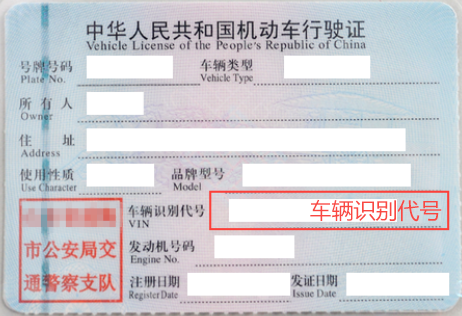 中华人民共和国机动车行驶证
Vehicle License of the People's Republic of China
号牌号码 车辆类型
Plate No. Vehicle Type
所有人
Owner
住址
Address
使用性质 品牌型号
Use Character Model
车辆识别代号 车辆识别代号
VIN
发动机号码
Engine No.
市公安局交
通警察支队
注册日期 发证日期
Register Date Issue Date